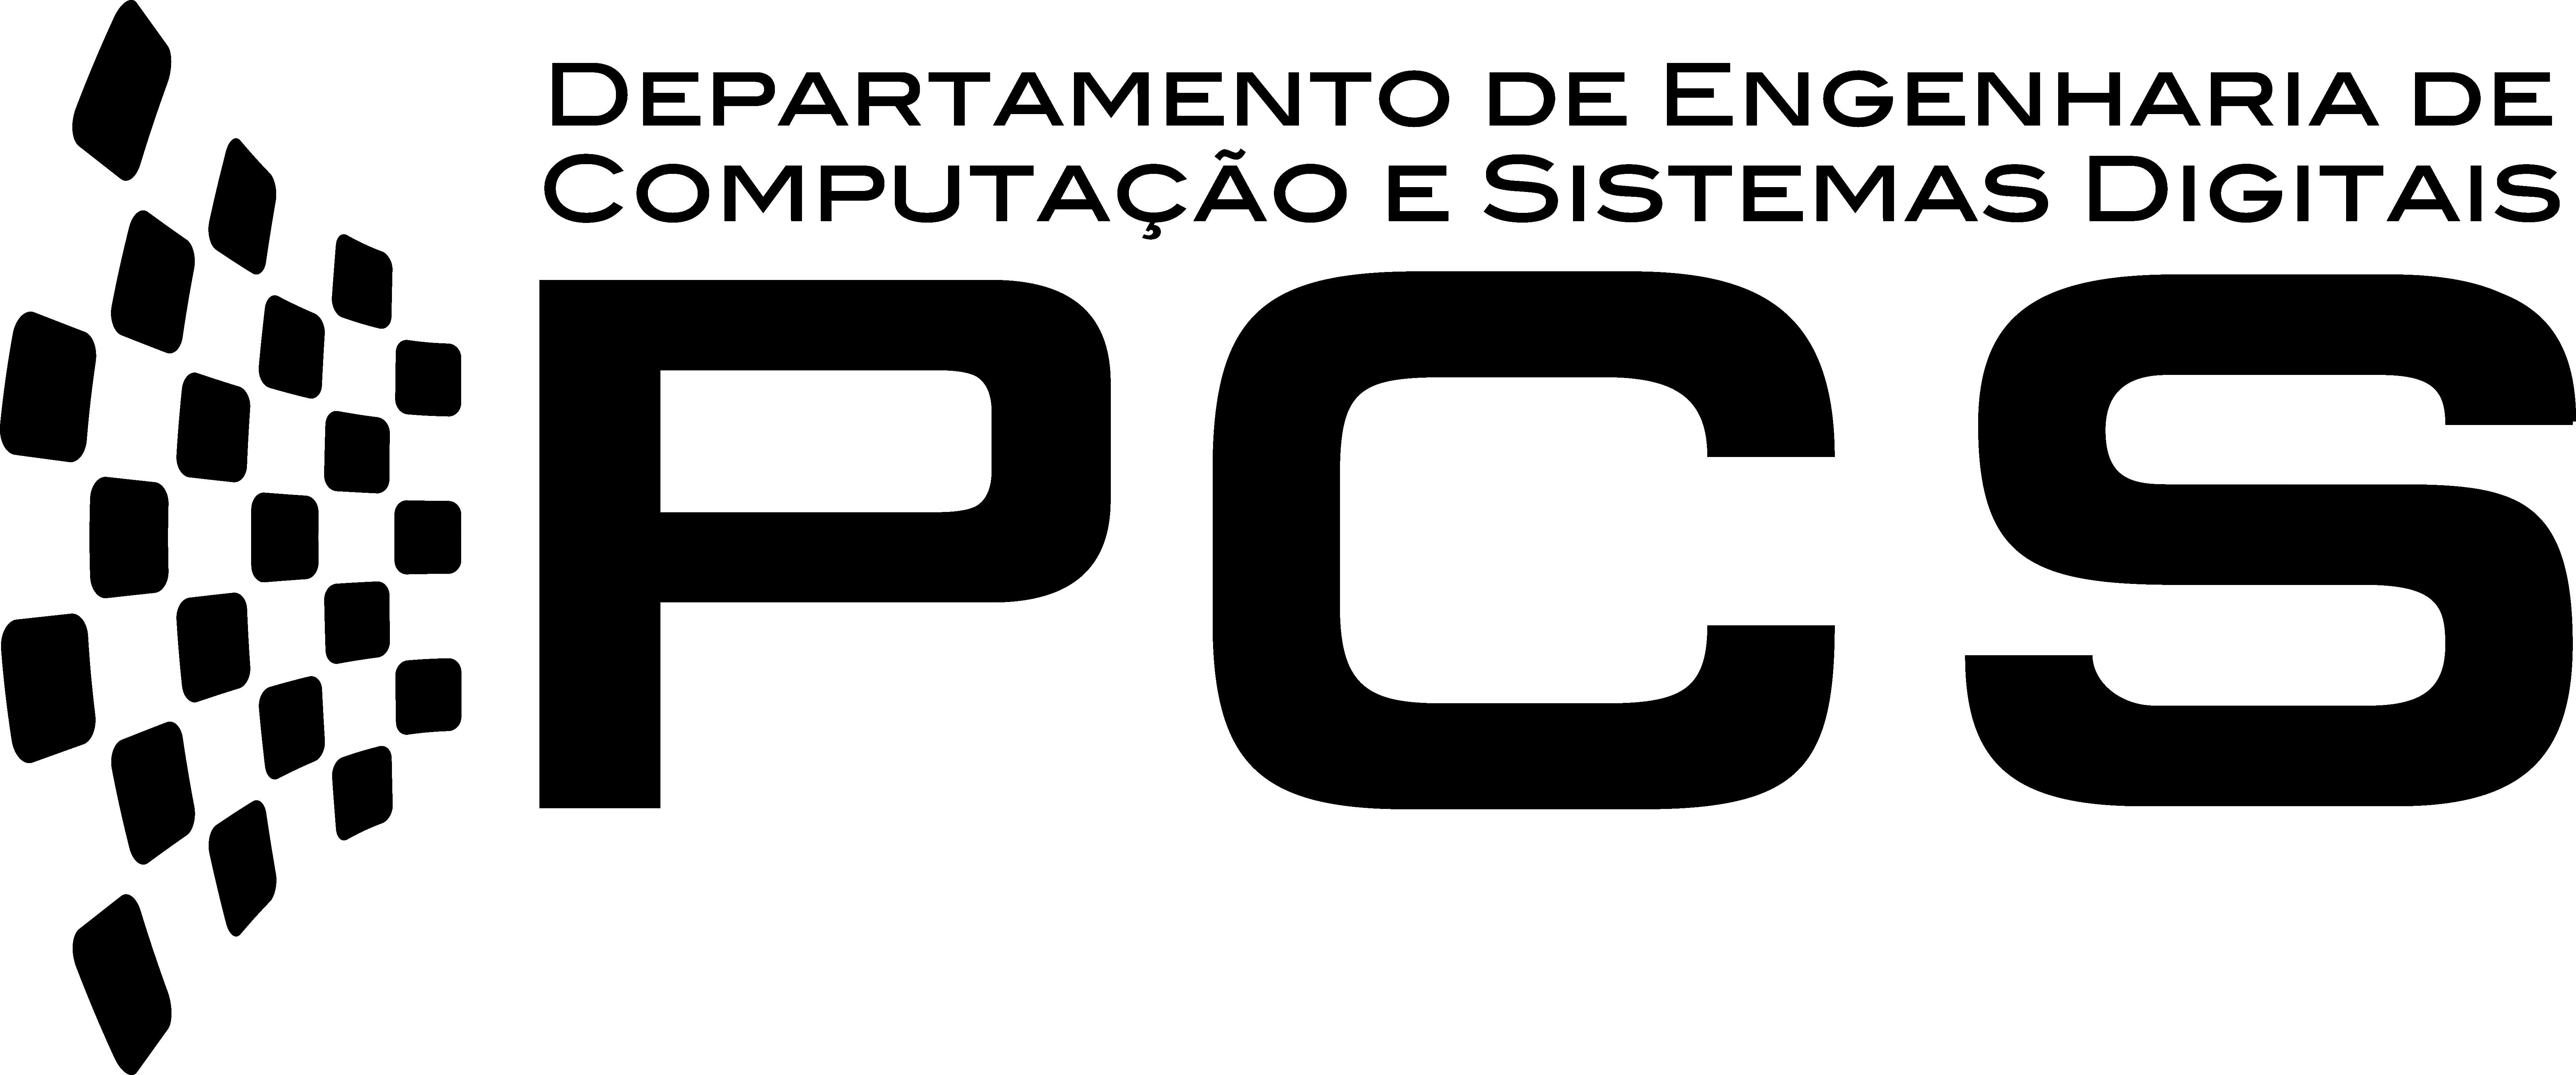 DEPARTAMENTO DE ENGENHARIA DE
COMPUTAÇÃO E SISTEMAS DIGITAIS
PCS